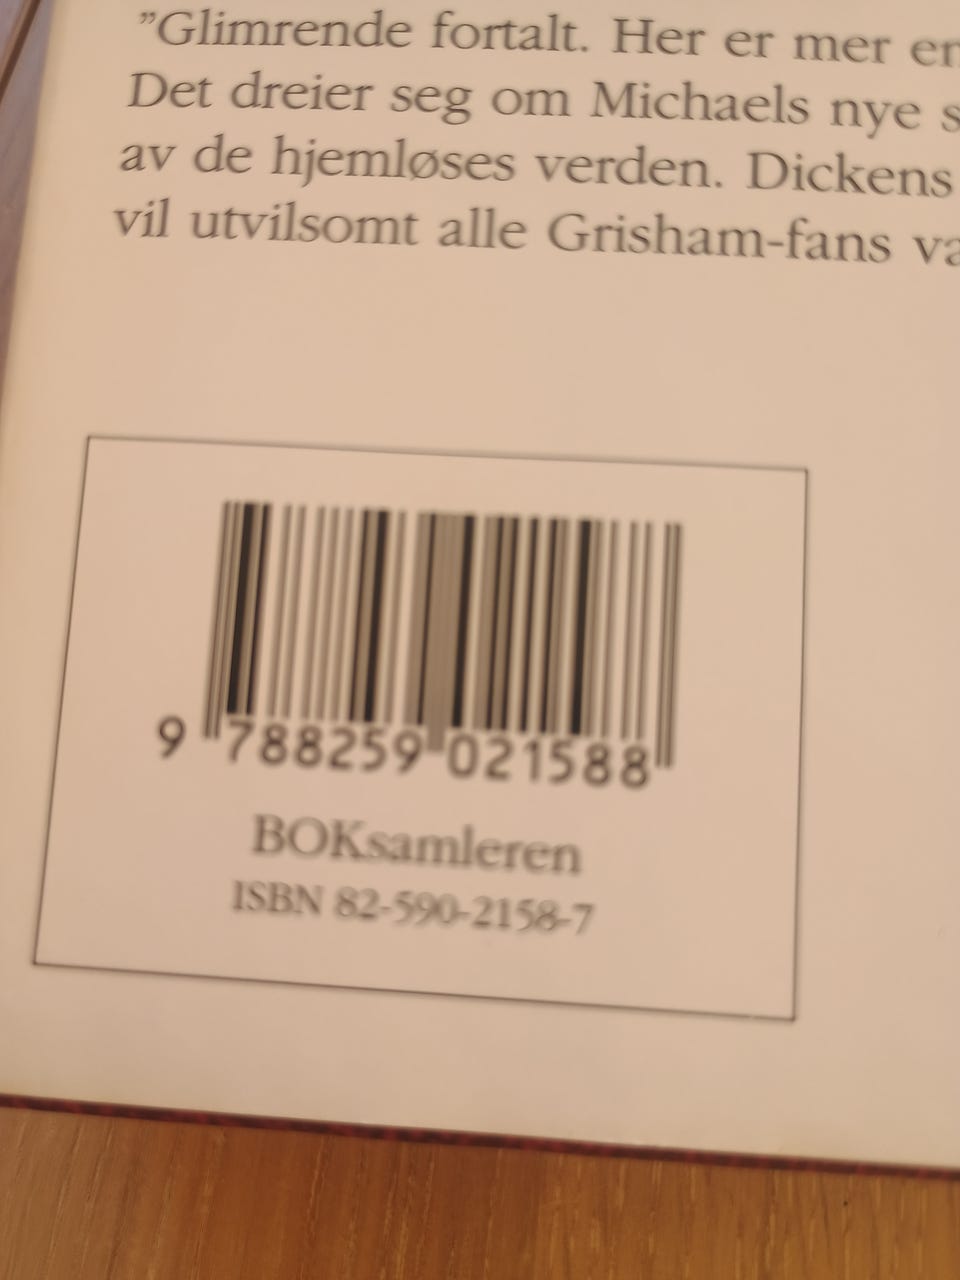 ”Glimrende fortalt. Her er mer
Det dreier seg om Michaels nye
av de hjemløses verden. Dickens
vil utvilsomt alle Grisham-fans
9 788259 021588
BOKsamleren
ISBN 82-590-2158-7